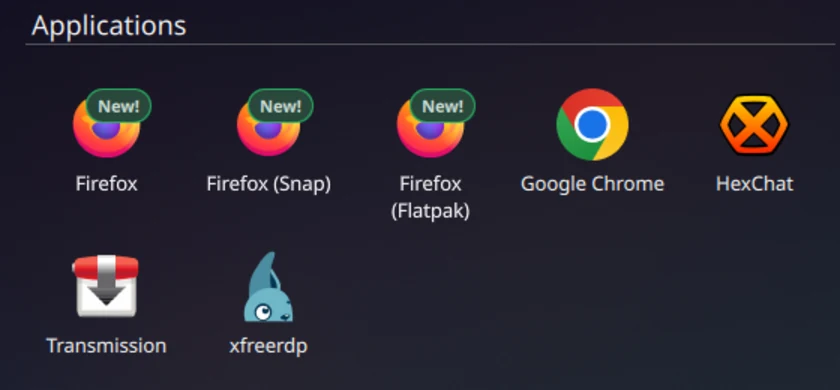 Applications
New!
New!
New!
Firefox
Firefox (Snap)
Firefox
(Flatpak)
Google Chrome
HexChat
Transmission
xfreerdp